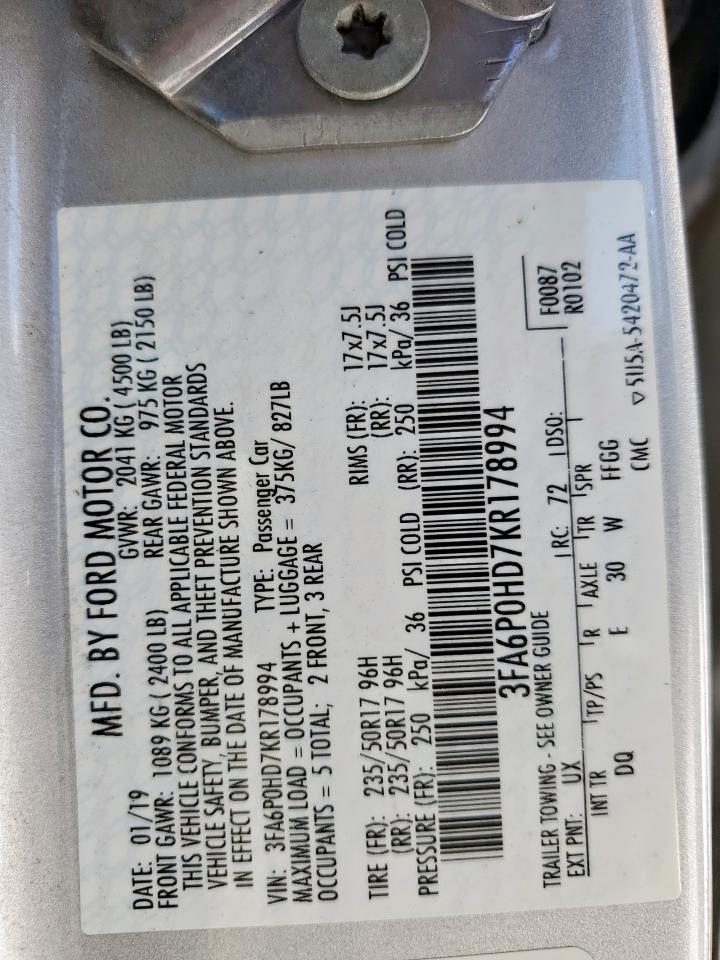 MFD. BY FORD MOTOR CO.
DATE: 01/19 GVWR: 2041 KG ( 4500 LB)
FRONT GAWR: 1089 KG ( 2400 LB) REAR GAWR: 975 KG ( 2150 LB)
THIS VEHICLE CONFORMS TO ALL APPLICABLE FEDERAL MOTOR
VEHICLE SAFETY, BUMPER, AND THEFT PREVENTION STANDARDS
IN EFFECT ON THE DATE OF MANUFACTURE SHOWN ABOVE.
VIN: 3FA6P0HD7KR178994 TYPE: Passenger Car
MAXIMUM LOAD = OCCUPANTS + LUGGAGE = 375KG/ 827LB
OCCUPANTS = 5 TOTAL; 2 FRONT, 3 REAR
TIRE (FR): 235/50R17 96H RIMS (FR): 17x7.5J
(RR): 235/50R17 96H (RR): 17x7.5J
PRESSURE (FR): 250 kPa/ 36 PSI COLD (RR): 250 kPa/ 36 PSI COLD
3FA6P0HD7KR178994
TRAILER TOWING - SEE OWNER GUIDE F0087
EXT PNT: UX RC: 72 DSO: R0102
INT TR TP/PS R AXLE TR SPR
DQ E 30 W FFGG
CMC ▽ 5U5A-5420472-AA